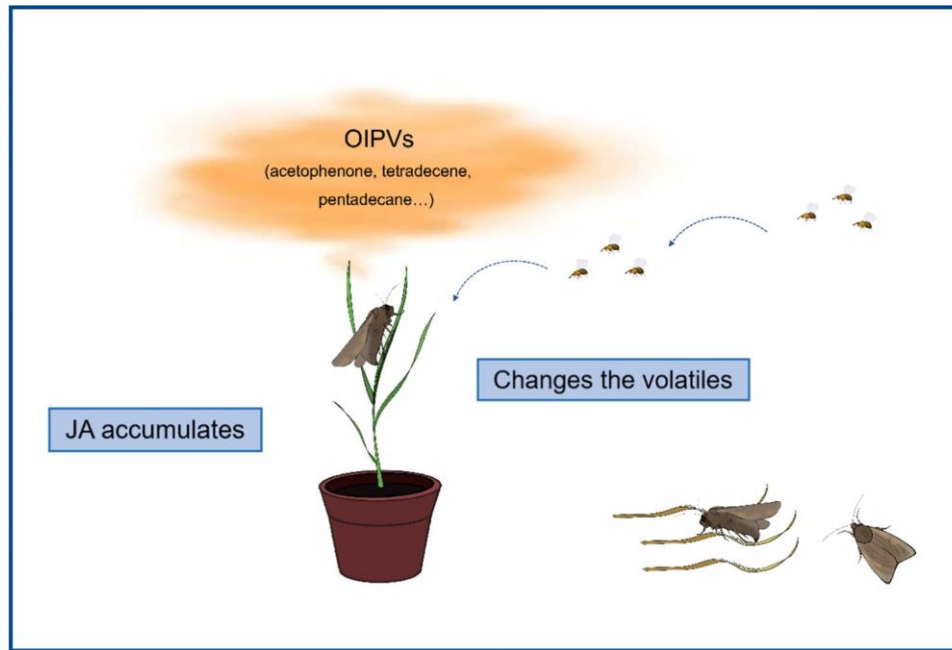 OIPVs
(acetophenone, tetradecene,
pentadecane…)
Changes the volatiles
JA accumulates